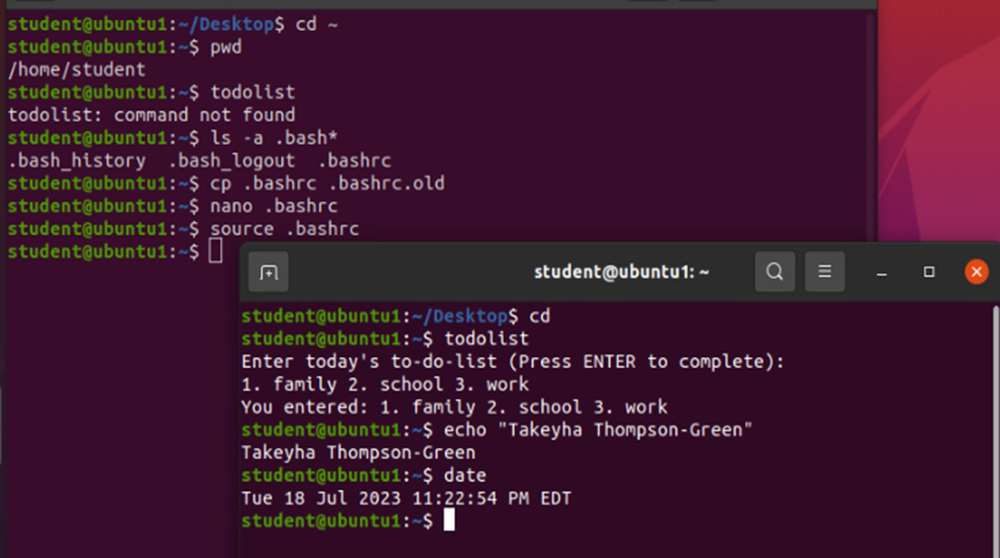 student@ubuntu1:~/Desktop$ cd ~
student@ubuntu1:~$ pwd
/home/student
student@ubuntu1:~$ todolist
todolist: command not found
student@ubuntu1:~$ ls -a .bash*
.bash_history  .bash_logout  .bashrc
student@ubuntu1:~$ cp .bashrc .bashrc.old
student@ubuntu1:~$ nano .bashrc
student@ubuntu1:~$ source .bashrc
student@ubuntu1:~$
student@ubuntu1: ~
student@ubuntu1:~/Desktop$ cd
student@ubuntu1:~$ todolist
Enter today's to-do-list (Press ENTER to complete):
1. family 2. school 3. work
You entered: 1. family 2. school 3. work
student@ubuntu1:~$ echo "Takeyha Thompson-Green"
Takeyha Thompson-Green
student@ubuntu1:~$ date
Tue 18 Jul 2023 11:22:54 PM EDT
student@ubuntu1:~$